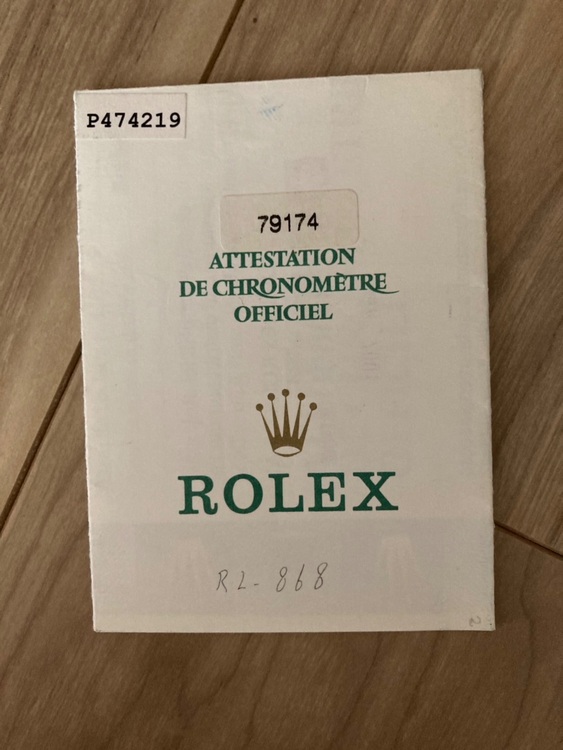 P474219
79174
ATTESTATION
DE CHRONOMÈTRE
OFFICIEL
ROLEX
RL-868